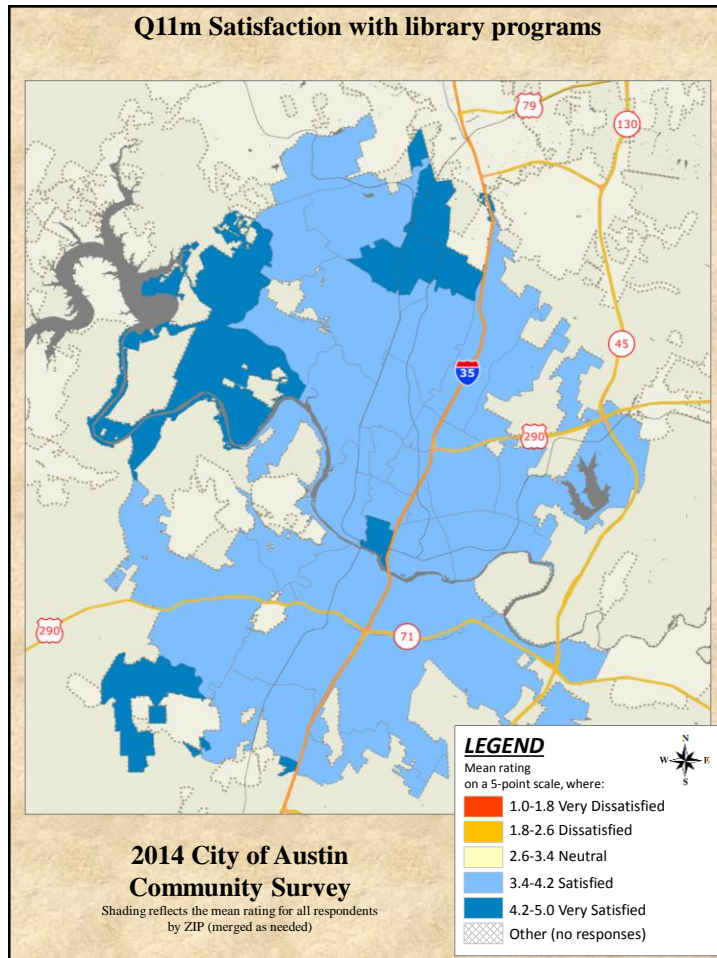 Q11m Satisfaction with library programs
79
130
45
35
290
290
71
LEGEND
Mean rating
on a 5-point scale, where:
N
W E
S
1.0-1.8 Very Dissatisfied
1.8-2.6 Dissatisfied
2.6-3.4 Neutral
3.4-4.2 Satisfied
4.2-5.0 Very Satisfied
Other (no responses)
2014 City of Austin
Community Survey
Shading reflects the mean rating for all respondents
by ZIP (merged as needed)